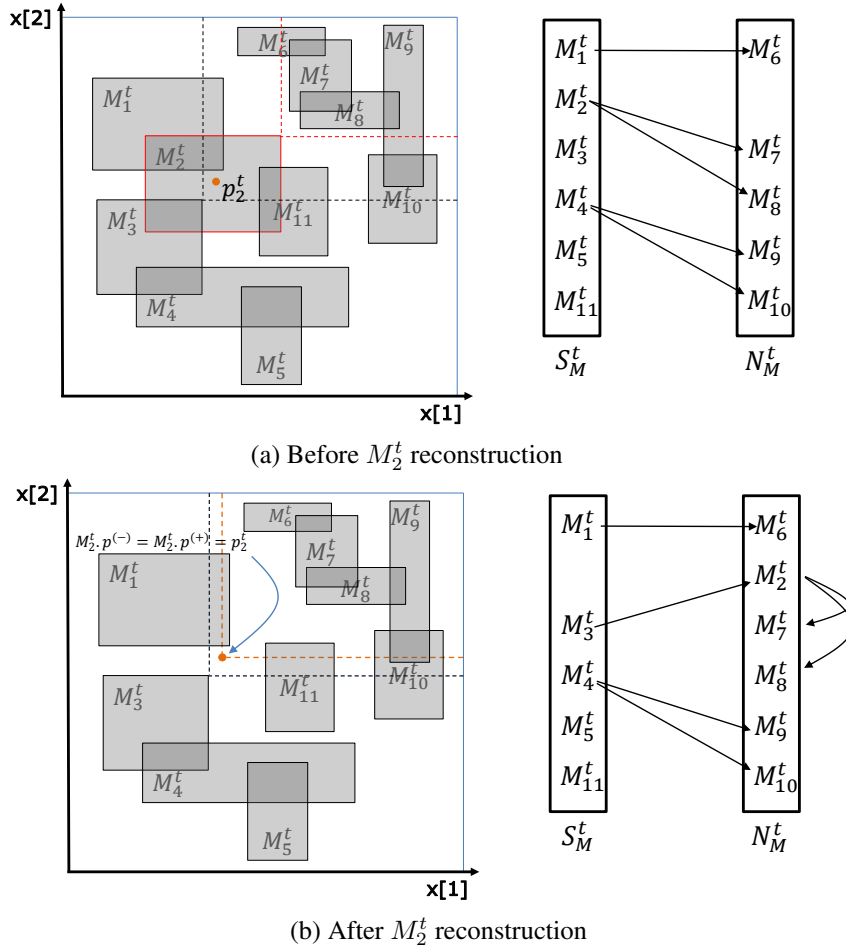 x[2]
M_1^t
M_2^t
M_3^t
M_4^t
M_5^t
M_6^t
M_7^t
M_8^t
M_9^t
M_10^t
M_11^t
p_2^t
x[1]
M_1^t
M_2^t
M_3^t
M_4^t
M_5^t
M_11^t
S_M^t
M_6^t
M_7^t
M_8^t
M_9^t
M_10^t
N_M^t
(a) Before M_2^t reconstruction
x[2]
M_2^t.p^(-) = M_2^t.p^(+) = p_2^t
M_1^t
M_3^t
M_4^t
M_5^t
M_6^t
M_7^t
M_8^t
M_9^t
M_10^t
M_11^t
x[1]
M_1^t
M_3^t
M_4^t
M_5^t
M_11^t
S_M^t
M_6^t
M_2^t
M_7^t
M_8^t
M_9^t
M_10^t
N_M^t
(b) After M_2^t reconstruction